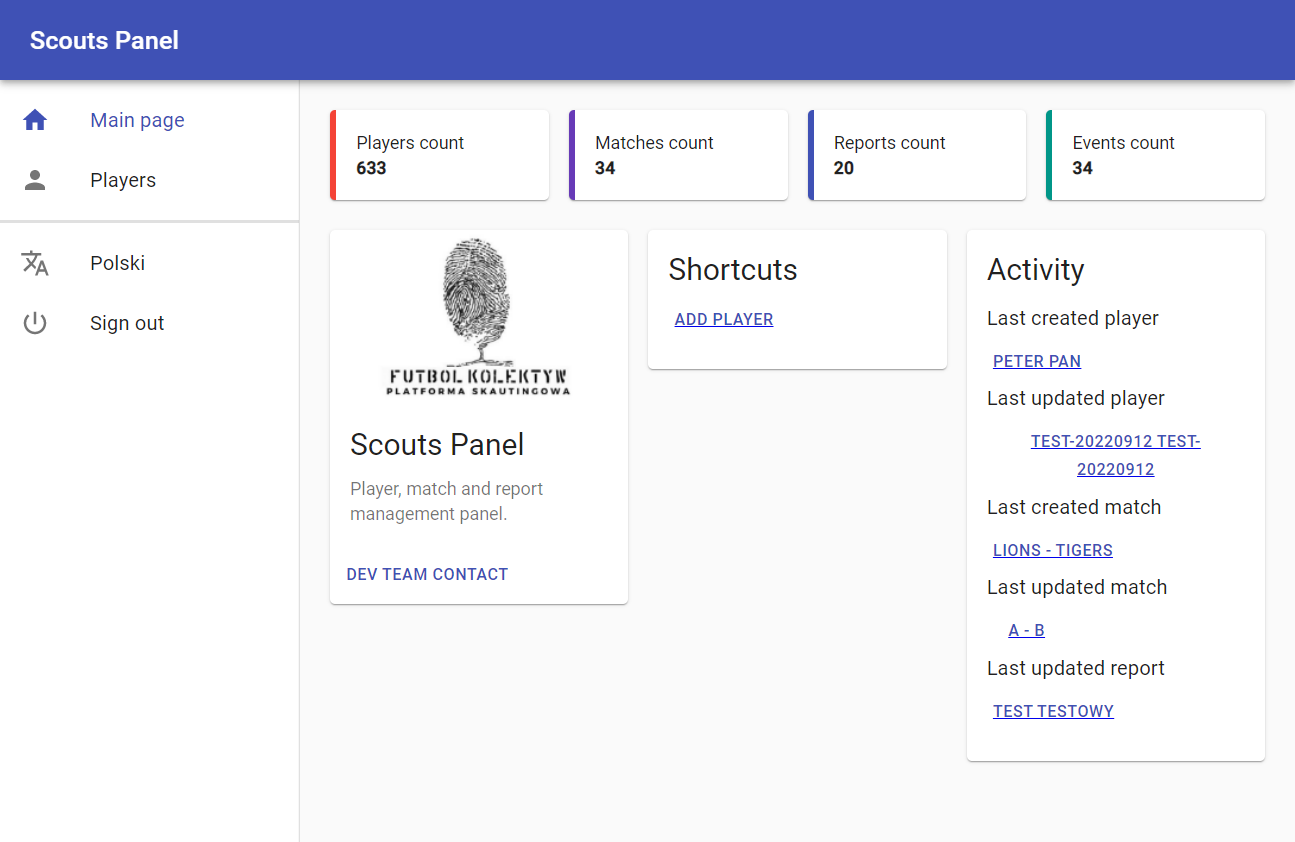 Scouts Panel
Main page
Players
Polski
Sign out
Players count
633
Matches count
34
Reports count
20
Events count
34
FUTBOL KOLEKTYW
PLATFORMA SKAUTINGOWA
Scouts Panel
Player, match and report
management panel.
DEV TEAM CONTACT
Shortcuts
ADD PLAYER
Activity
Last created player
PETER PAN
Last updated player
TEST-20220912 TEST-
20220912
Last created match
LIONS - TIGERS
Last updated match
A - B
Last updated report
TEST TESTOWY